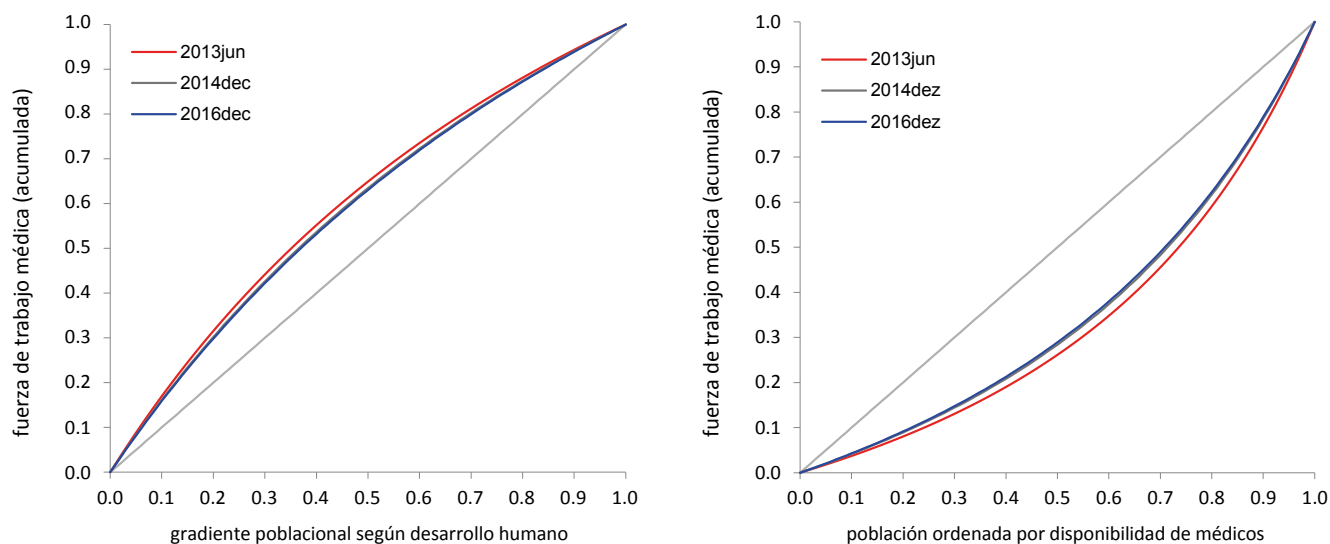 fuerza de trabajo médica (acumulada)
1.0
0.9
0.8
0.7
0.6
0.5
0.4
0.3
0.2
0.1
0.0
2013jun
2014dec
2016dec
0.0 0.1 0.2 0.3 0.4 0.5 0.6 0.7 0.8 0.9 1.0
gradiente poblacional según desarrollo humano
fuerza de trabajo médica (acumulada)
1.0
0.9
0.8
0.7
0.6
0.5
0.4
0.3
0.2
0.1
0.0
2013jun
2014dez
2016dez
0.0 0.1 0.2 0.3 0.4 0.5 0.6 0.7 0.8 0.9 1.0
población ordenada por disponibilidad de médicos